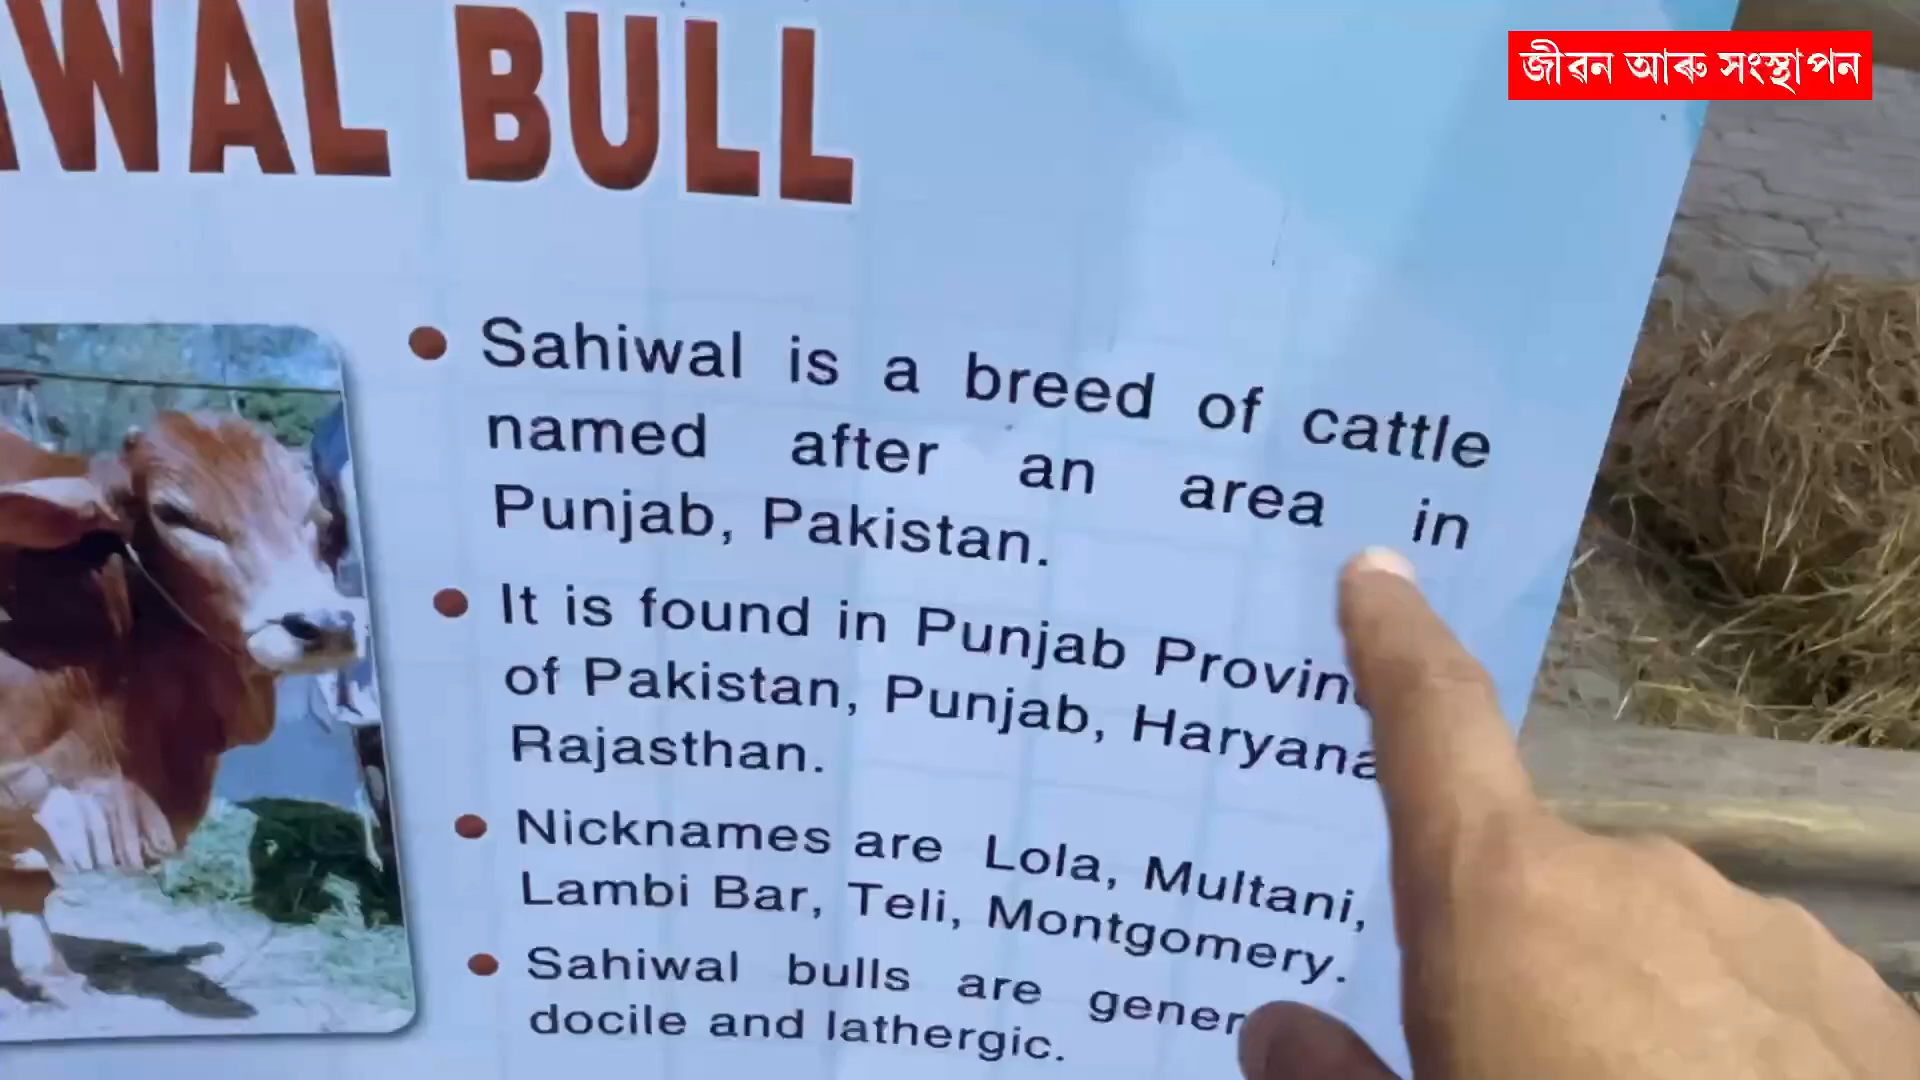 জীৱন আৰু সংস্থাপন
WAL BULL
Sahiwal is a breed of cattle
named after an area in
Punjab, Pakistan.
It is found in Punjab
of Pakistan, Punjab, Haryana
Rajasthan.
Nicknames are Lola, Multani,
Lambi Bar, Teli, Montgomery.
Sahiwal bulls are
docile and lathergic.